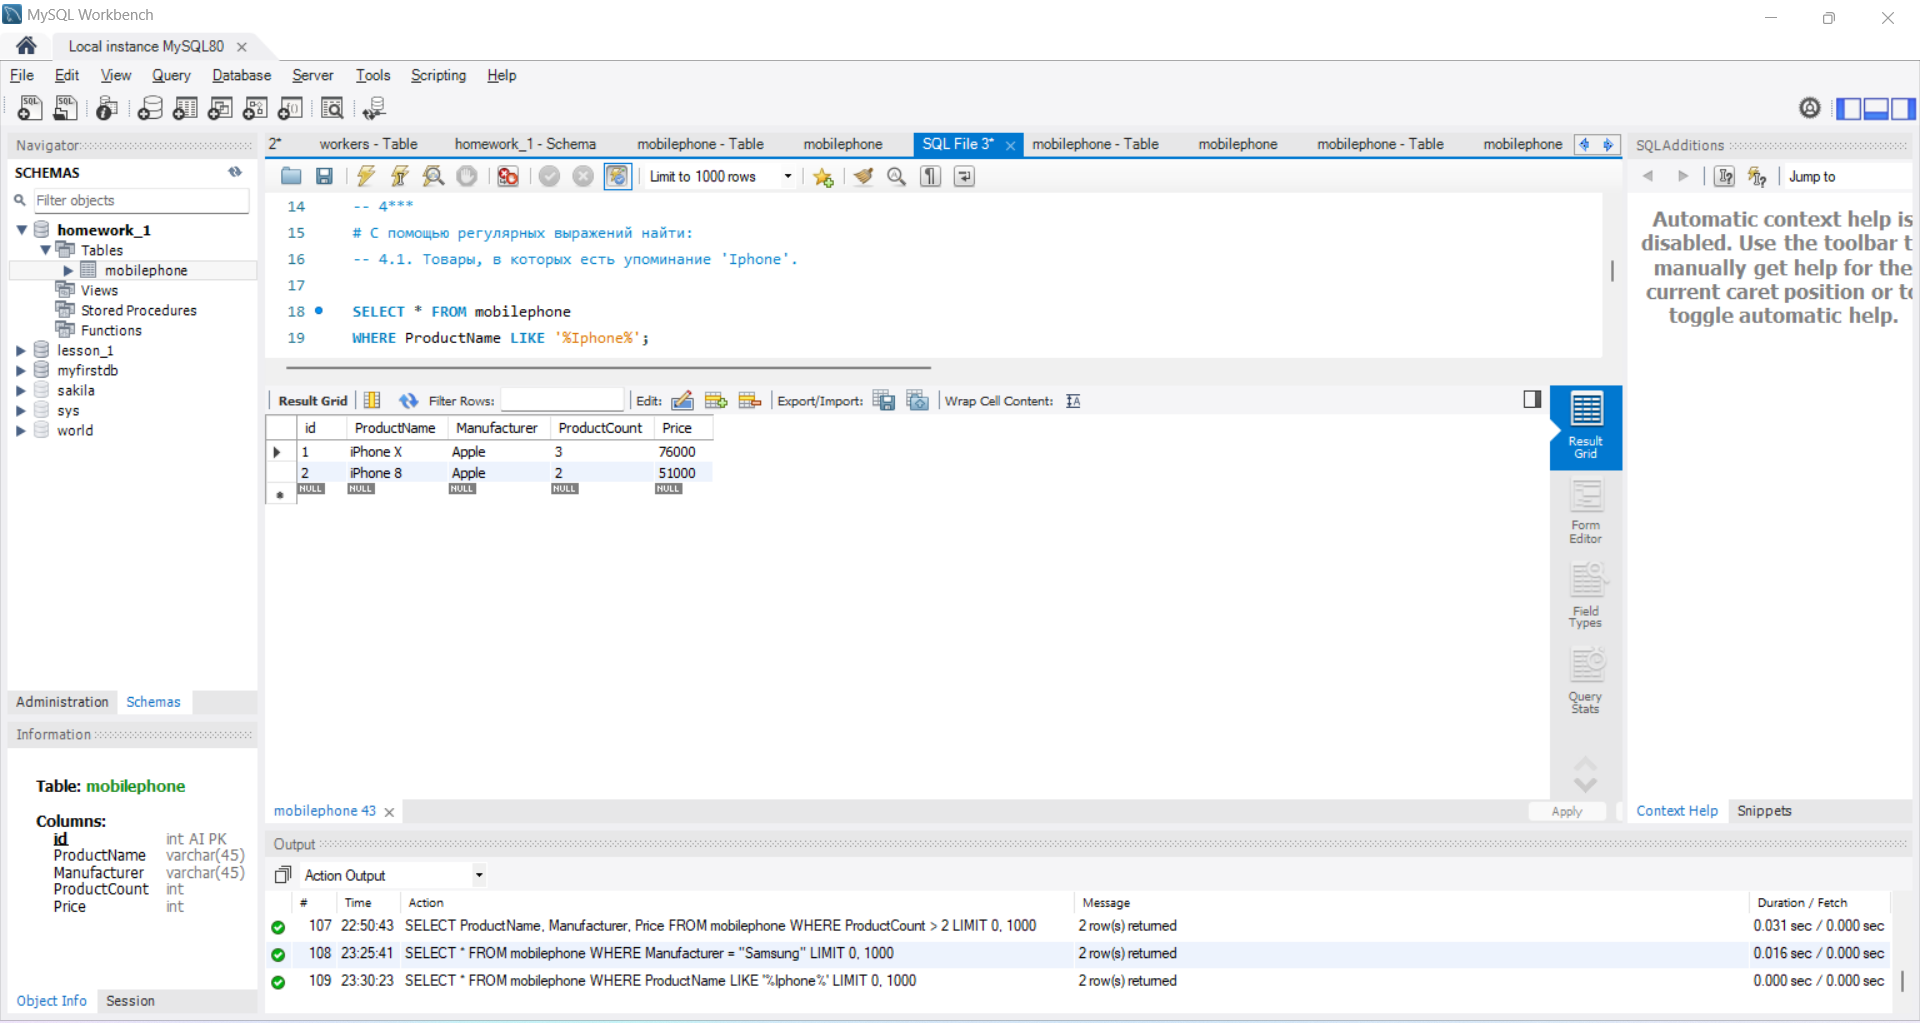 MySQL Workbench
Local instance MySQL80
File Edit View Query Database Server Tools Scripting Help
Navigator
SCHEMAS
Filter objects
homework_1
Tables
mobilephone
Views
Stored Procedures
Functions
lesson_1
myfirstdb
sakila
sys
world
Administration Schemas
Information
Table: mobilephone
Columns:
id int AI PK
ProductName varchar(45)
Manufacturer varchar(45)
ProductCount int
Price int
Object Info Session
2* workers - Table homework_1 - Schema mobilephone - Table mobilephone SQL File 3* mobilephone - Table mobilephone mobilephone - Table mobilephone
Limit to 1000 rows
14 -- 4***
15 # С помощью регулярных выражений найти:
16 -- 4.1. Товары, в которых есть упоминание 'Iphone'.
17
18 SELECT * FROM mobilephone
19 WHERE ProductName LIKE '%Iphone%';
Result Grid Filter Rows: Edit: Export/Import: Wrap Cell Content:
id ProductName Manufacturer ProductCount Price
1 iPhone X Apple 3 76000
2 iPhone 8 Apple 2 51000
NULL NULL NULL NULL NULL
Result Grid
Form Editor
Field Types
Query Stats
mobilephone 43
Apply
Output
Action Output
# Time Action Message Duration / Fetch
107 22:50:43 SELECT ProductName, Manufacturer, Price FROM mobilephone WHERE ProductCount > 2 LIMIT 0, 1000 2 row(s) returned 0.031 sec / 0.000 sec
108 23:25:41 SELECT * FROM mobilephone WHERE Manufacturer = "Samsung" LIMIT 0, 1000 2 row(s) returned 0.016 sec / 0.000 sec
109 23:30:23 SELECT * FROM mobilephone WHERE ProductName LIKE '%Iphone%' LIMIT 0, 1000 2 row(s) returned 0.000 sec / 0.000 sec
SQLAdditions
Jump to
Automatic context help is
disabled. Use the toolbar t
manually get help for the
current caret position or to
toggle automatic help.
Context Help Snippets